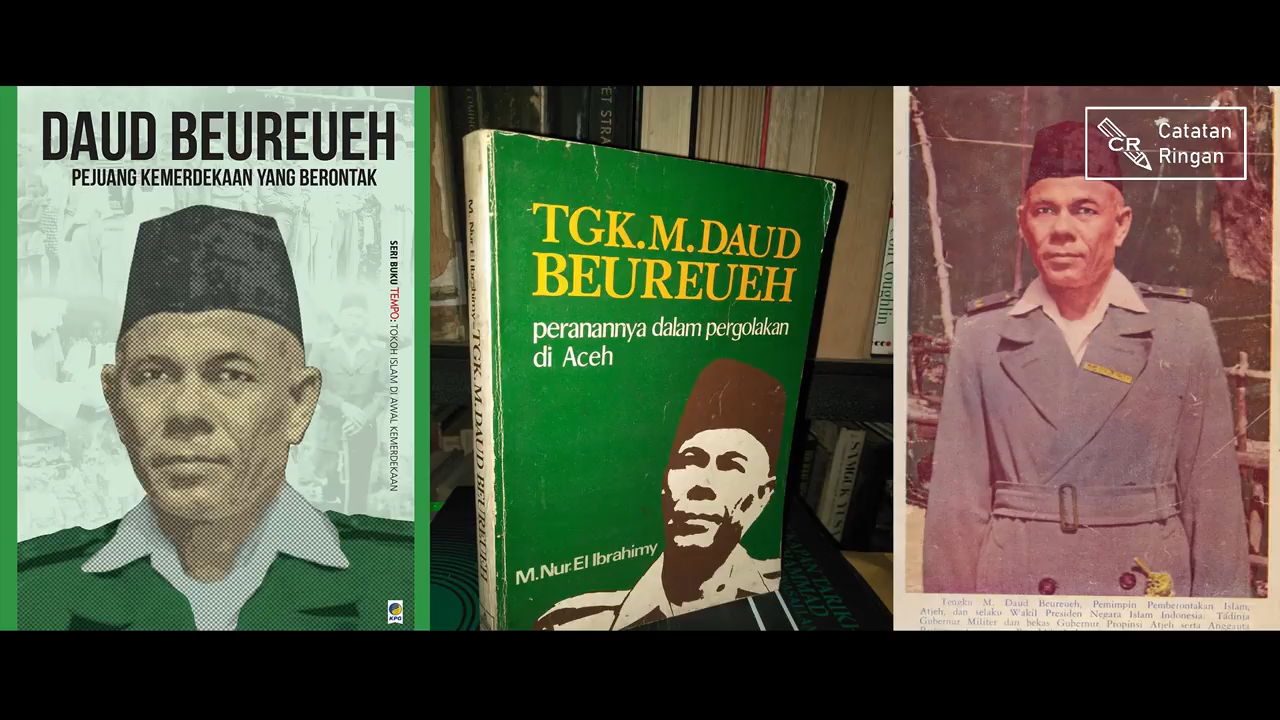 DAUD BEUREUEH
PEJUANG KEMERDEKAAN YANG BERONTAK
SERI BUKU TEMPO: TOKOH ISLAM DI AWAL KEMERDEKAAN
KPG
M. Nur. El Ibrahimy - TGK. M. DAUD BEUREUEH
TGK.M.DAUD
BEUREUEH
peranannya dalam pergolakan
di Aceh
M.Nur.El Ibrahimy
Catatan
Ringan
CR
Tengku M. Daud Beureueh, Pemimpin Pemberontakan Islam,
Atjeh, dan selaku Wakil Presiden Negara Islam Indonesia. Tadinja
Gubernur Militer dan bekas Gubernur Propinsi Atjeh serta Anggauta